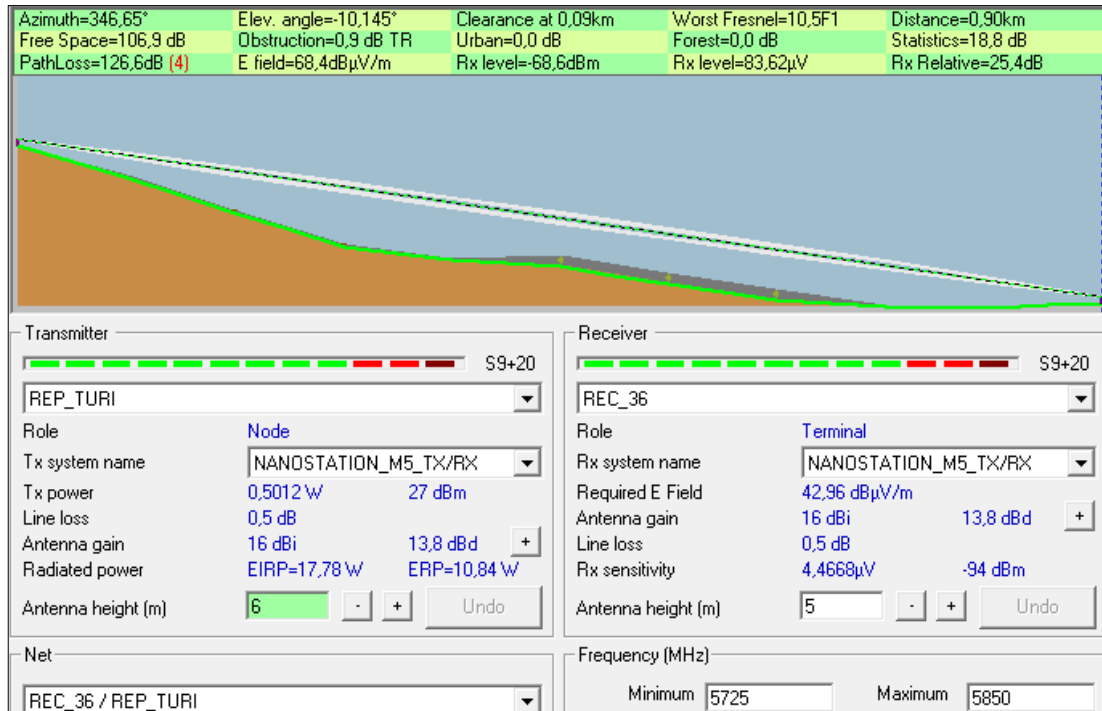 Azimuth=346,65° Elev. angle=-10,145° Clearance at 0,09km Worst Fresnel=10,5F1 Distance=0,90km
Free Space=106,9 dB Obstruction=0,9 dB TR Urban=0,0 dB Forest=0,0 dB Statistics=18,8 dB
PathLoss=126,6dB (4) E field=68,4dBµV/m Rx level=-68,6dBm Rx level=83,62µV Rx Relative=25,4dB
Transmitter
S9+20
REP_TURI
Role Node
Tx system name NANOSTATION_M5_TX/RX
Tx power 0,5012 W 27 dBm
Line loss 0,5 dB
Antenna gain 16 dBi 13,8 dBd +
Radiated power EIRP=17,78 W ERP=10,84 W
Antenna height (m) 6 - + Undo
Receiver
S9+20
REC_36
Role Terminal
Rx system name NANOSTATION_M5_TX/RX
Required E Field 42,96 dBµV/m
Antenna gain 16 dBi 13,8 dBd +
Line loss 0,5 dB
Rx sensitivity 4,4668µV -94 dBm
Antenna height (m) 5 - + Undo
Net
REC_36 / REP_TURI
Frequency (MHz)
Minimum 5725 Maximum 5850